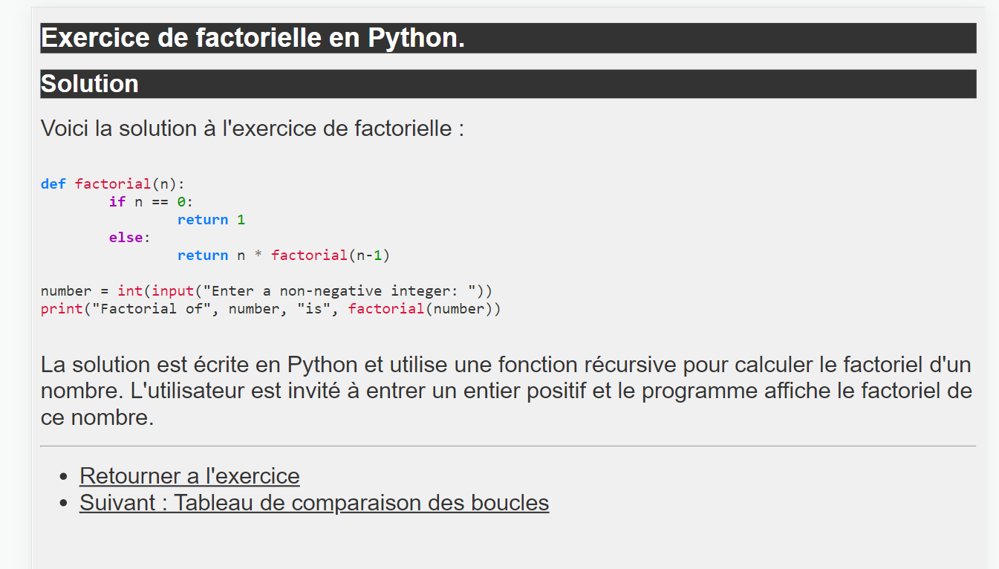 Exercice de factorielle en Python.
Solution
Voici la solution à l'exercice de factorielle :
def factorial(n):
        if n == 0:
                return 1
        else:
                return n * factorial(n-1)
number = int(input("Enter a non-negative integer: "))
print("Factorial of", number, "is", factorial(number))
La solution est écrite en Python et utilise une fonction récursive pour calculer le factoriel d'un
nombre. L'utilisateur est invité à entrer un entier positif et le programme affiche le factoriel de
ce nombre.
• Retourner a l'exercice
• Suivant : Tableau de comparaison des boucles